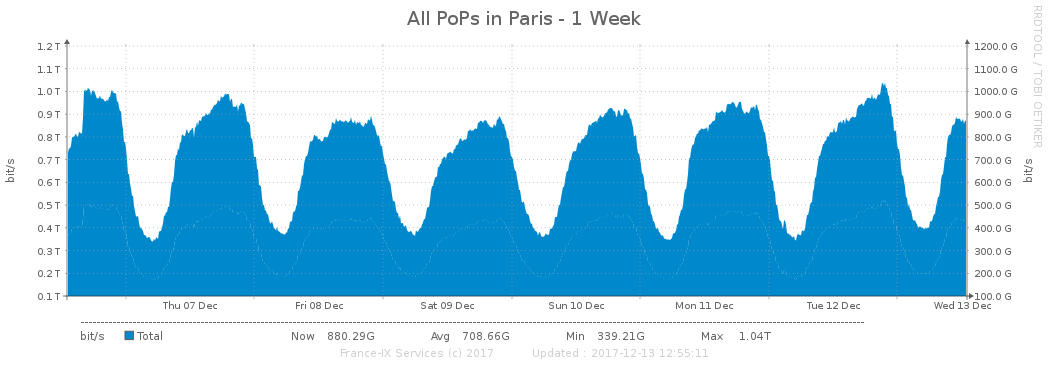 All PoPs in Paris - 1 Week
RRDTOOL / TOBI OETIKER
bit/s
1.2 T
1.1 T
1.0 T
0.9 T
0.8 T
0.7 T
0.6 T
0.5 T
0.4 T
0.3 T
0.2 T
0.1 T
1200.0 G
1100.0 G
1000.0 G
900.0 G
800.0 G
700.0 G
600.0 G
500.0 G
400.0 G
300.0 G
200.0 G
100.0 G
bit/s
Thu 07 Dec Fri 08 Dec Sat 09 Dec Sun 10 Dec Mon 11 Dec Tue 12 Dec Wed 13 Dec
bit/s Total Now 880.29G Avg 708.66G Min 339.21G Max 1.04T
France-IX Services (c) 2017 Updated : 2017-12-13 12:55:11